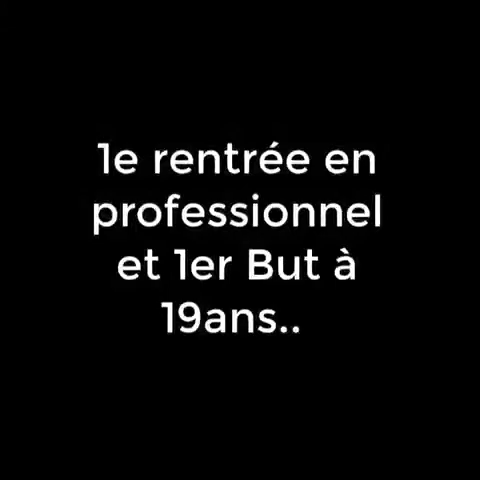 1e rentrée en
professionnel
et 1er But à
19ans..